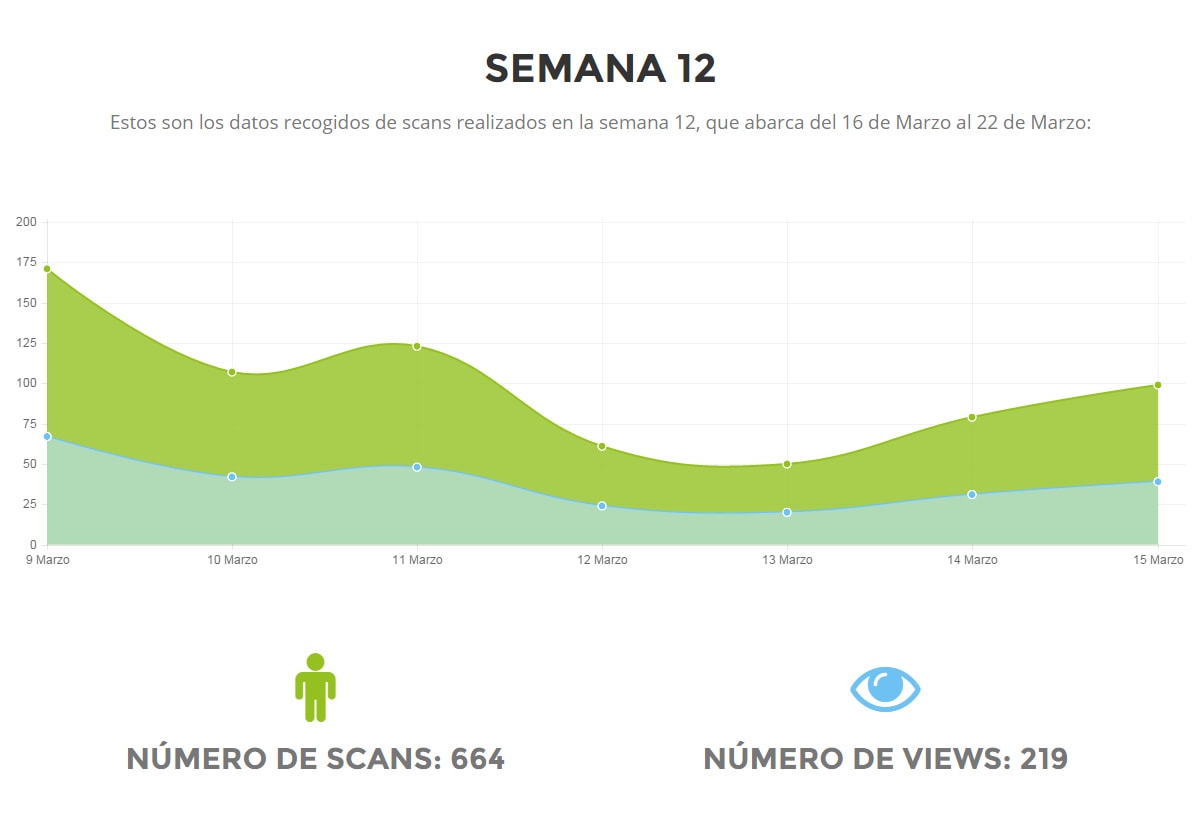 SEMANA 12
Estos son los datos recogidos de scans realizados en la semana 12, que abarca del 16 de Marzo al 22 de Marzo:
200
175
150
125
100
75
50
25
0
9 Marzo 10 Marzo 11 Marzo 12 Marzo 13 Marzo 14 Marzo 15 Marzo
NÚMERO DE SCANS: 664
NÚMERO DE VIEWS: 219